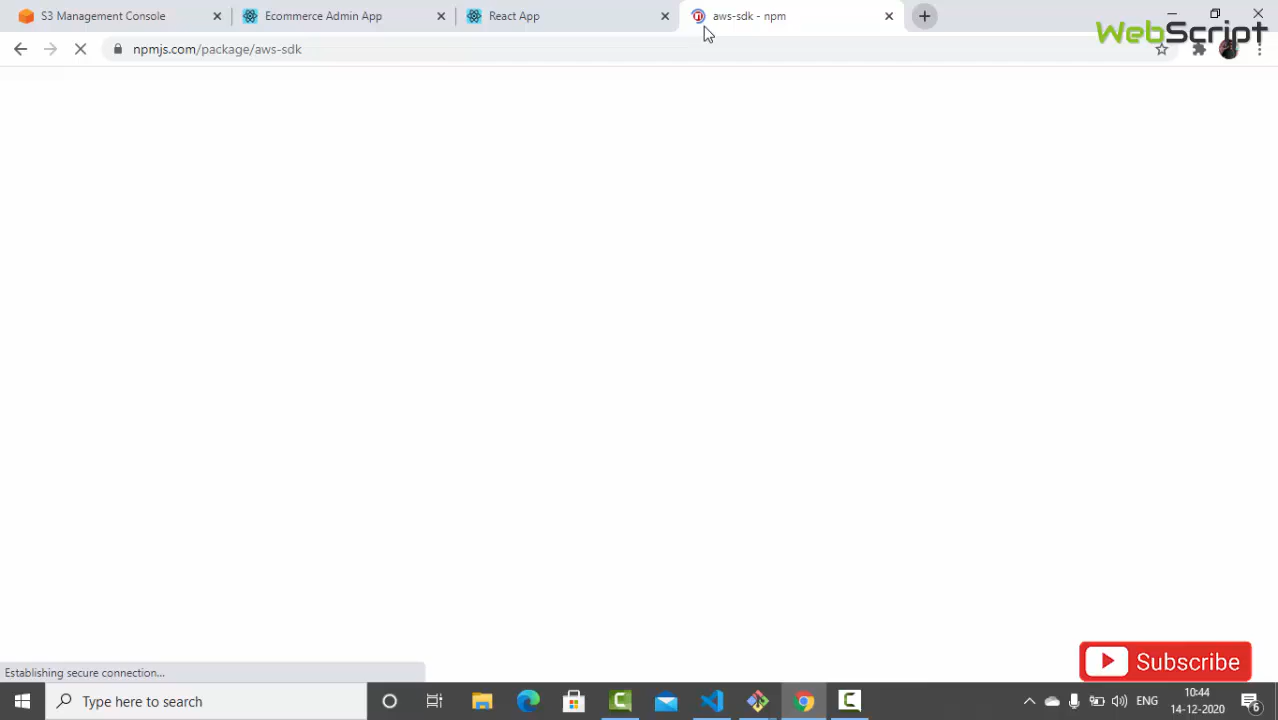 S3 Management Console
Ecommerce Admin App
React App
aws-sdk - npm
npmjs.com/package/aws-sdk
WebScript
Establishing secure connection...
Subscribe
Type here to search
ENG
10:44
14-12-2020
6